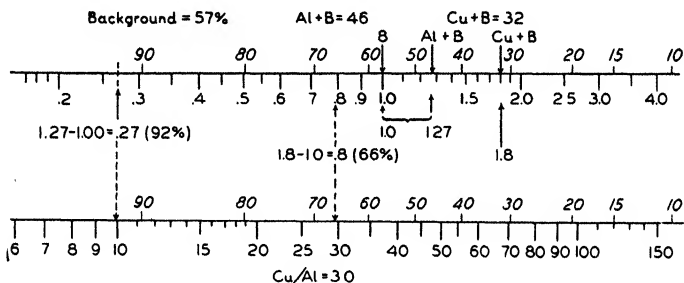 Background = 57% Al+B=46 Cu+B=32
B Al+B Cu+B
90 80 70 60 50 40 30 20 15 10
.2 .3 .4 .5 .6 .7 .8 .9 1.0 1.5 2.0 2.5 3.0 4.0
1.27-1.00=.27 (92%) 1.0 1.27
1.8-1.0=.8 (66%) 1.8
90 80 70 60 50 40 30 20 15 10
6 7 8 9 10 15 20 25 30 40 50 60 70 80 90 100 150
Cu/Al=3.0